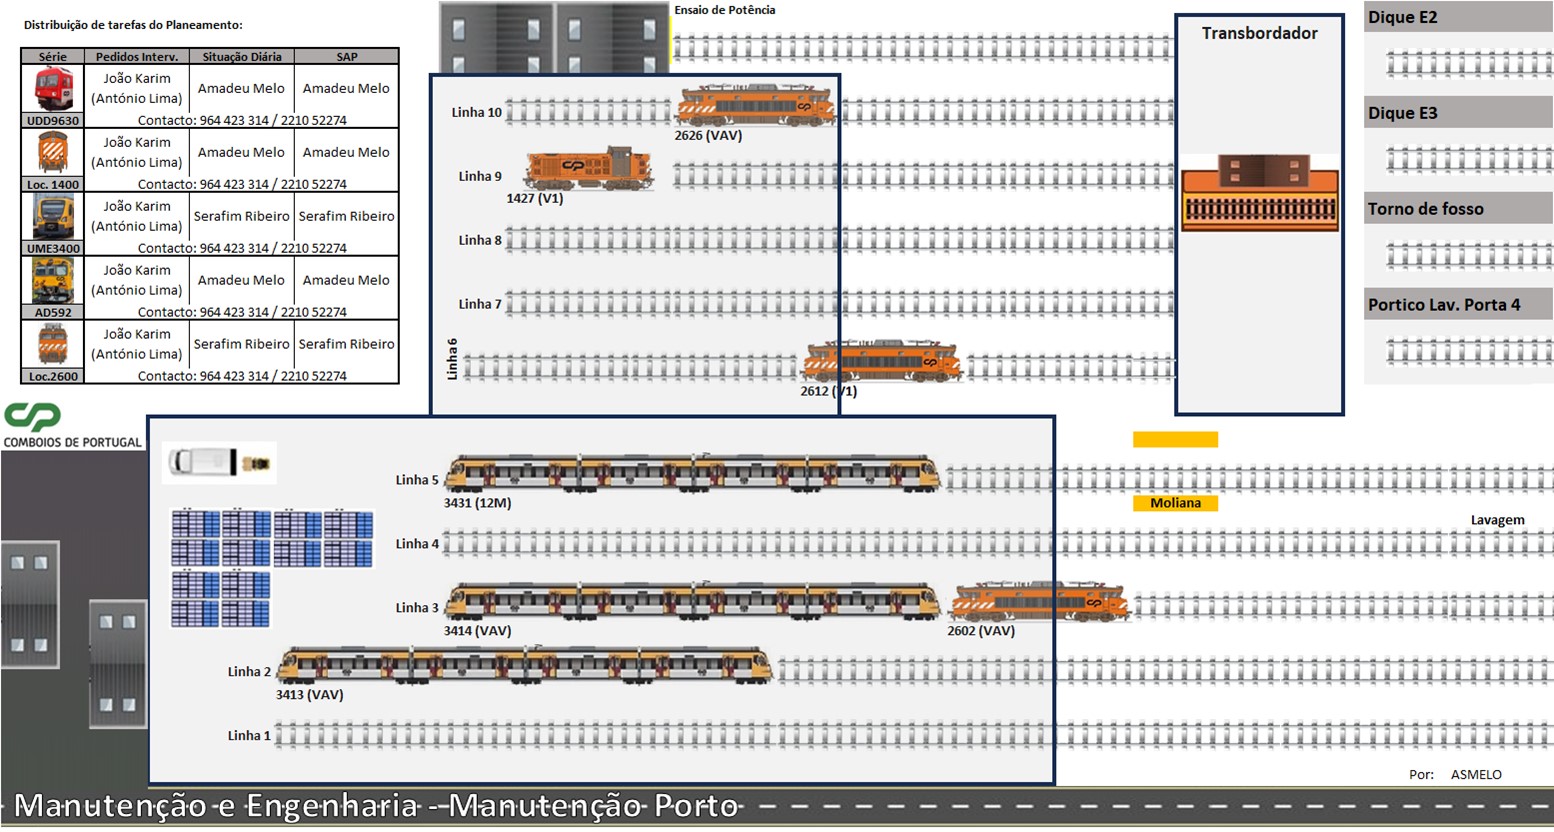 Distribuição de tarefas do Planeamento:
Série Pedidos Interv. Situação Diária SAP
João Karim
(António Lima) Amadeu Melo Amadeu Melo
UDD9630 Contacto: 964 423 314 / 2210 52274
João Karim
(António Lima) Amadeu Melo Amadeu Melo
Loc. 1400 Contacto: 964 423 314 / 2210 52274
João Karim
(António Lima) Serafim Ribeiro Serafim Ribeiro
UME3400 Contacto: 964 423 314 / 2210 52274
João Karim
(António Lima) Amadeu Melo Amadeu Melo
AD592 Contacto: 964 423 314 / 2210 52274
João Karim
(António Lima) Serafim Ribeiro Serafim Ribeiro
Loc.2600 Contacto: 964 423 314 / 2210 52274
CP
COMBOIOS DE PORTUGAL
Ensaio de Potência
Linha 10
2626 (VAV)
Linha 9
1427 (V1)
Linha 8
Linha 7
Linha 6
2612 (V1)
Transbordador
Dique E2
Dique E3
Torno de fosso
Portico Lav. Porta 4
Linha 5
3431 (12M)
Moliana
Lavagem
Linha 4
Linha 3
3414 (VAV)
2602 (VAV)
Linha 2
3413 (VAV)
Linha 1
Por: ASMELO
Manutenção e Engenharia - Manutenção Porto